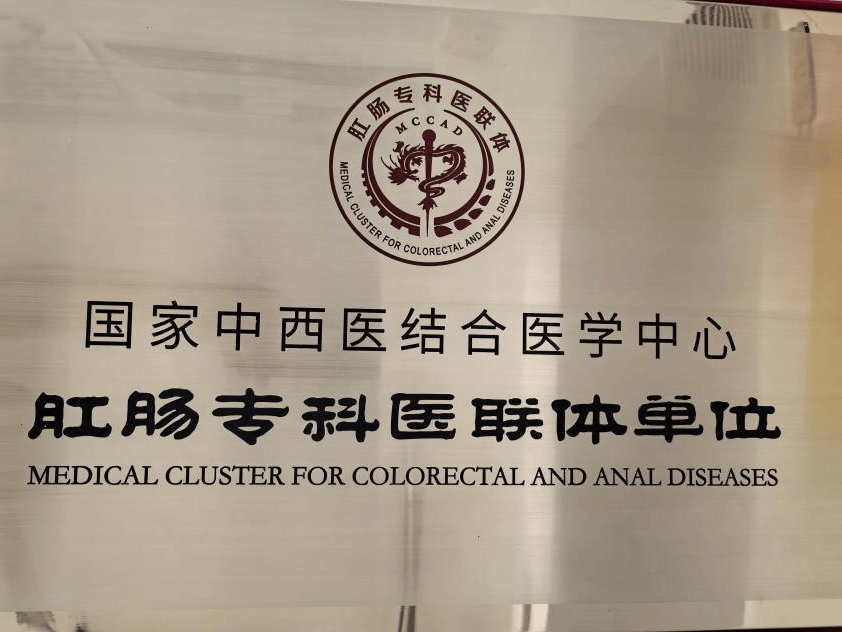 肛肠专科医联体
MCCAD
MEDICAL CLUSTER FOR COLORECTAL AND ANAL DISEASES
国家中西医结合医学中心
肛肠专科医联体单位
MEDICAL CLUSTER FOR COLORECTAL AND ANAL DISEASES